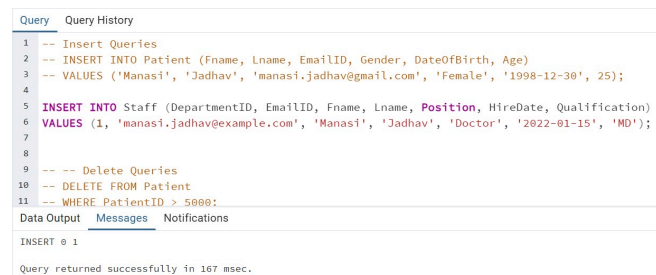 Query Query History
1 -- Insert Queries
2 -- INSERT INTO Patient (Fname, Lname, EmailID, Gender, DateOfBirth, Age)
3 -- VALUES ('Manasi', 'Jadhav', 'manasi.jadhav@gmail.com', 'Female', '1998-12-30', 25);
4
5 INSERT INTO Staff (DepartmentID, EmailID, Fname, Lname, Position, HireDate, Qualification)
6 VALUES (1, 'manasi.jadhav@example.com', 'Manasi', 'Jadhav', 'Doctor', '2022-01-15', 'MD');
7
8
9 -- -- Delete Queries
10 -- DELETE FROM Patient
11 -- WHERE PatientID > 5000;
Data Output Messages Notifications
INSERT 0 1
Query returned successfully in 167 msec.